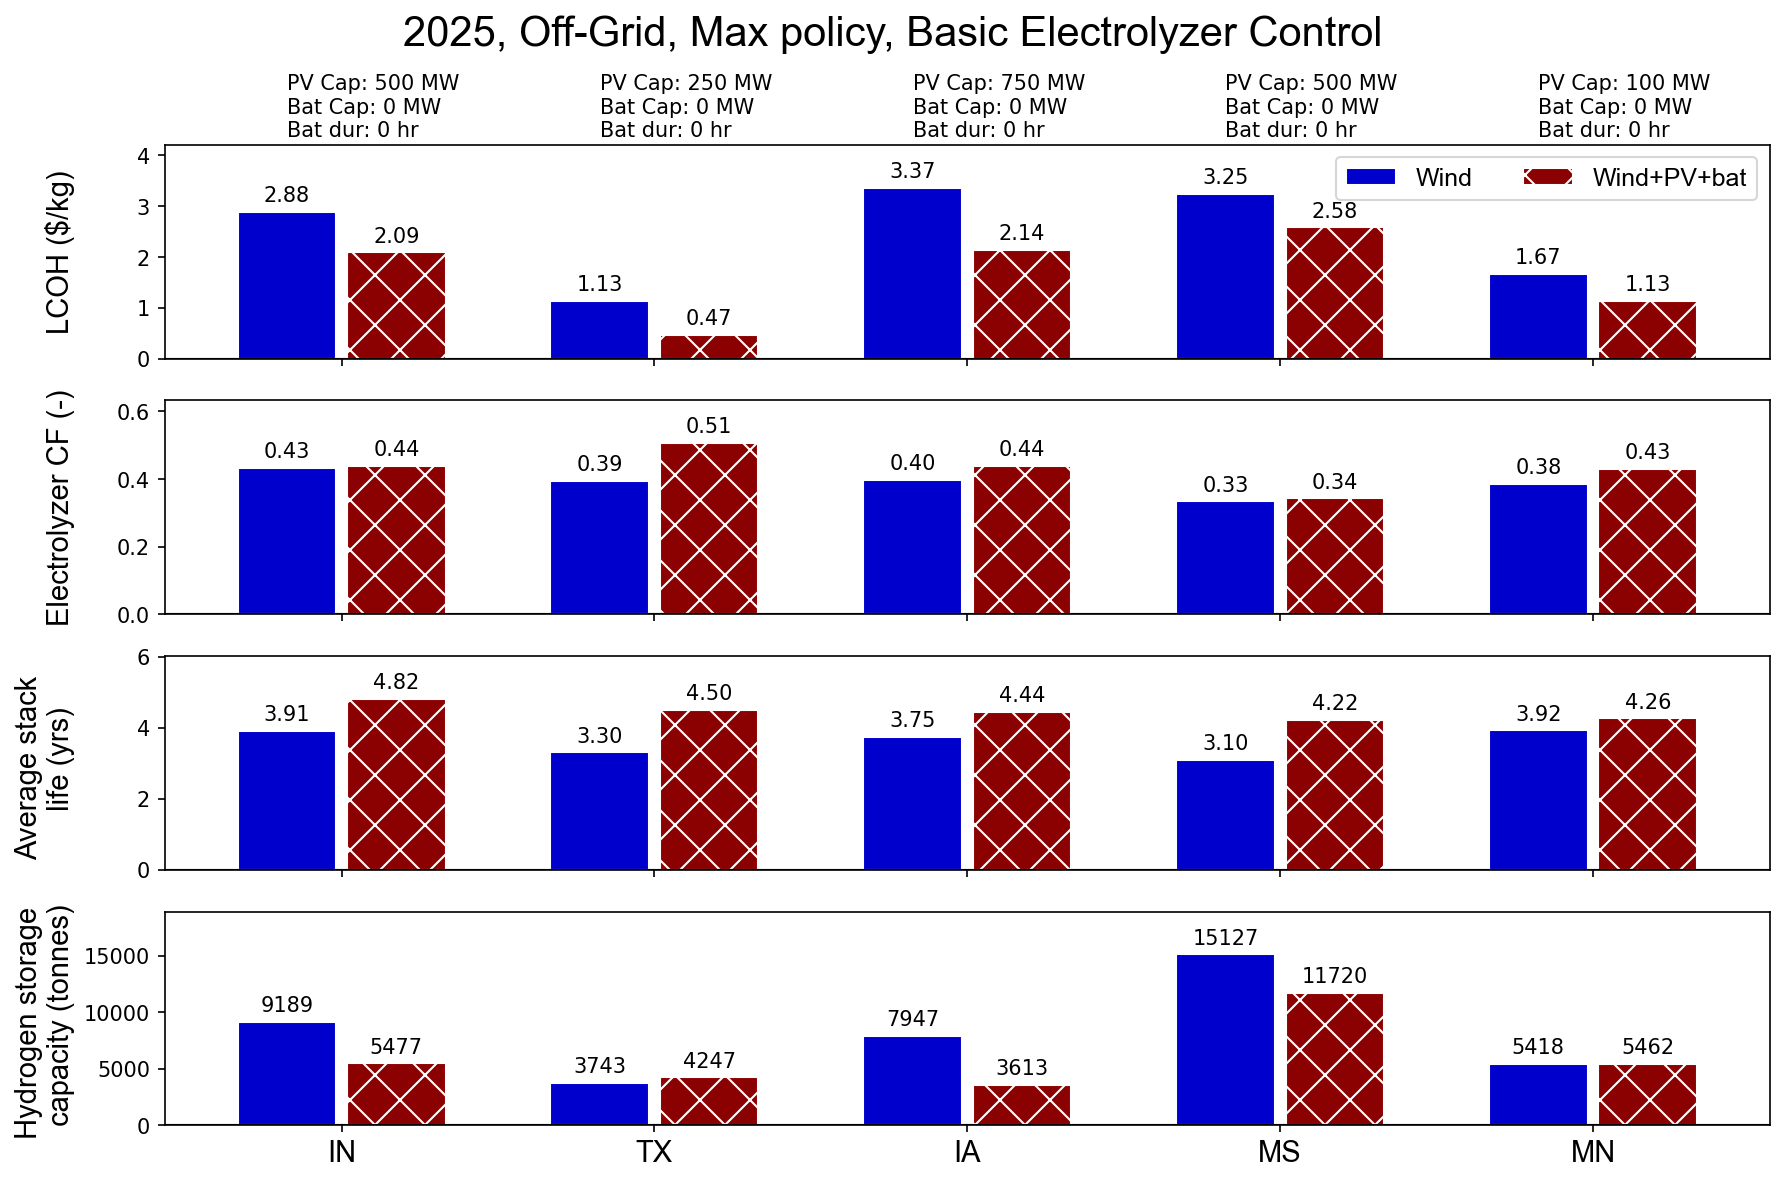 2025, Off-Grid, Max policy, Basic Electrolyzer Control
PV Cap: 500 MW
Bat Cap: 0 MW
Bat dur: 0 hr
PV Cap: 250 MW
Bat Cap: 0 MW
Bat dur: 0 hr
PV Cap: 750 MW
Bat Cap: 0 MW
Bat dur: 0 hr
PV Cap: 500 MW
Bat Cap: 0 MW
Bat dur: 0 hr
PV Cap: 100 MW
Bat Cap: 0 MW
Bat dur: 0 hr
LCOH ($/kg)
4
3
2
1
0
2.88
2.09
1.13
0.47
3.37
2.14
3.25
2.58
1.67
1.13
Wind
Wind+PV+bat
Electrolyzer CF (-)
0.6
0.4
0.2
0.0
0.43
0.44
0.39
0.51
0.40
0.44
0.33
0.34
0.38
0.43
Average stack
life (yrs)
6
4
2
0
3.91
4.82
3.30
4.50
3.75
4.44
3.10
4.22
3.92
4.26
Hydrogen storage
capacity (tonnes)
15000
10000
5000
0
9189
5477
3743
4247
7947
3613
15127
11720
5418
5462
IN
TX
IA
MS
MN